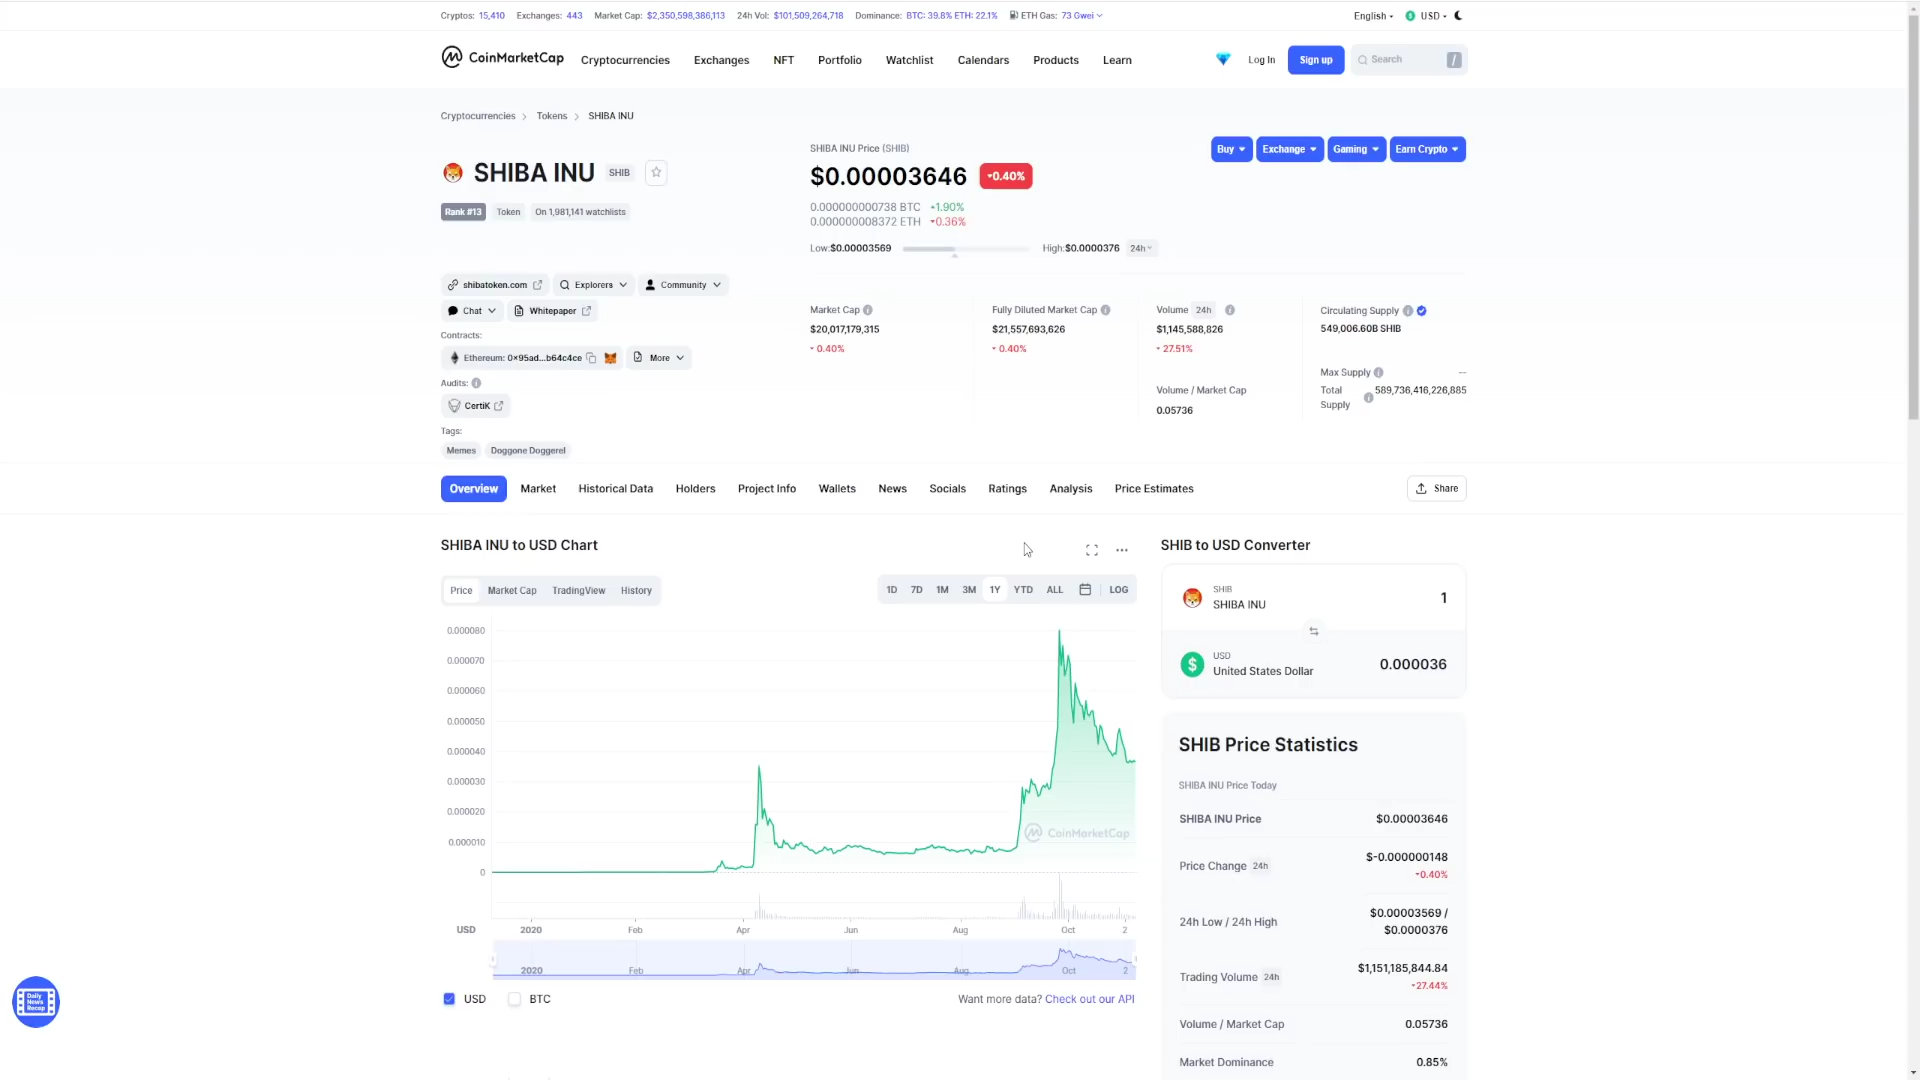 Cryptos: 15,410 Exchanges: 443 Market Cap: $2,350,598,386,113 24h Vol: $101,509,264,718 Dominance: BTC: 39.8% ETH: 22.1% ETH Gas: 73 Gwei English USD
CoinMarketCap Cryptocurrencies Exchanges NFT Portfolio Watchlist Calendars Products Learn Log In Sign up Search /
Cryptocurrencies > Tokens > SHIBA INU
SHIBA INU Price (SHIB)
Buy Exchange Gaming Earn Crypto
SHIBA INU SHIB $0.00003646 0.40%
Rank #13 Token On 1,981,141 watchlists
0.000000000738 BTC 1.90%
0.000000008372 ETH 0.36%
Low:$0.00003569 High:$0.0000376 24h
shibatoken.com Explorers Community
Chat Whitepaper
Contracts:
Ethereum: 0x95ad...b64c4ce More
Audits:
CertiK
Tags:
Memes Doggone Doggerel
Market Cap
$20,017,179,315
0.40%
Fully Diluted Market Cap
$21,557,693,626
0.40%
Volume 24h
$1,145,588,826
27.51%
Volume / Market Cap
0.05736
Circulating Supply
549,006.60B SHIB
Max Supply --
Total Supply 589,736,416,226,885
Overview Market Historical Data Holders Project Info Wallets News Socials Ratings Analysis Price Estimates Share
SHIBA INU to USD Chart
Price Market Cap TradingView History 1D 7D 1M 3M 1Y YTD ALL LOG
0.000080
0.000070
0.000060
0.000050
0.000040
0.000030
0.000020
0.000010
0
CoinMarketCap
USD 2020 Feb Apr Jun Aug Oct 2
2020 Feb Apr Jun Aug Oct 2
USD BTC Want more data? Check out our API
SHIB to USD Converter
SHIB
SHIBA INU 1
USD
United States Dollar 0.000036
SHIB Price Statistics
SHIBA INU Price Today
SHIBA INU Price $0.00003646
Price Change 24h $-0.000000148
0.40%
24h Low / 24h High $0.00003569 /
$0.0000376
Trading Volume 24h $1,151,185,844.84
27.44%
Volume / Market Cap 0.05736
Market Dominance 0.85%
Daily
News
Recap